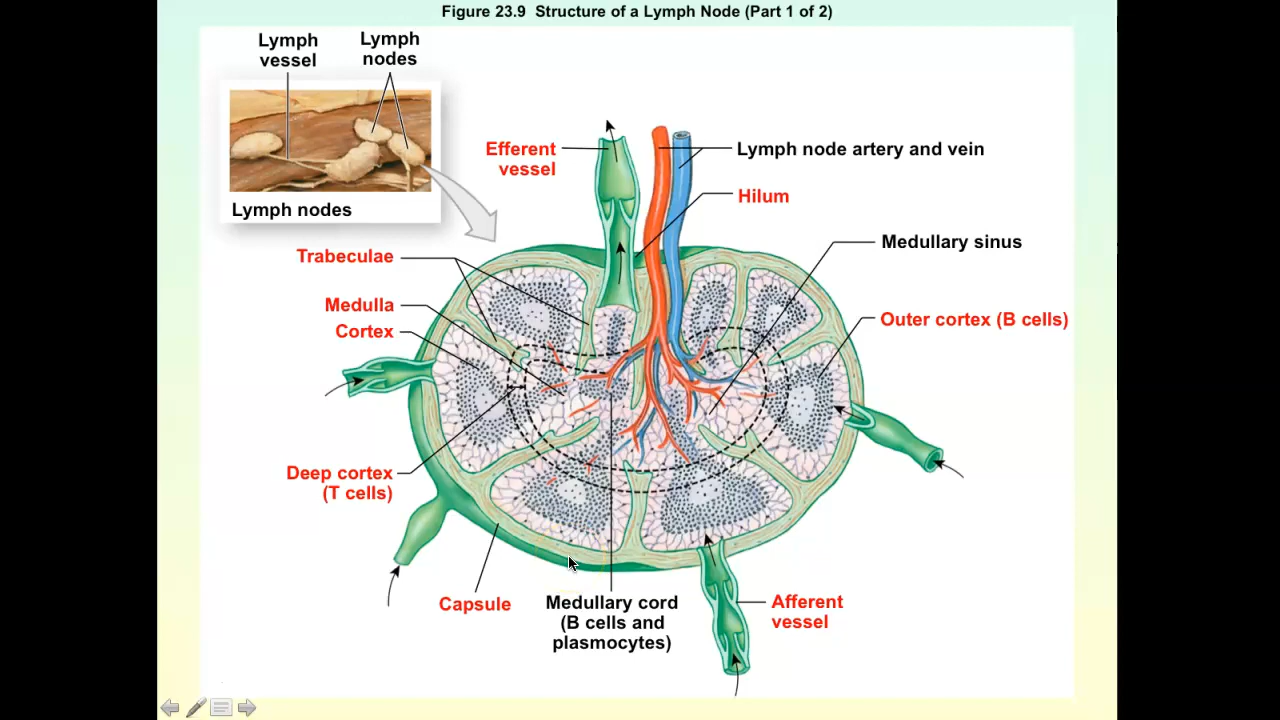 Figure 23.9  Structure of a Lymph Node (Part 1 of 2)
Lymph
vessel
Lymph
nodes
Lymph nodes
Efferent
vessel
Lymph node artery and vein
Hilum
Medullary sinus
Trabeculae
Medulla
Cortex
Outer cortex (B cells)
Deep cortex
(T cells)
Capsule
Medullary cord
(B cells and
plasmocytes)
Afferent
vessel